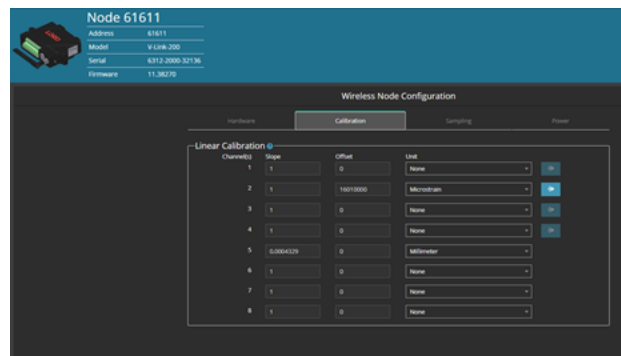 Node 61611
Address 61611
Model V-Link-200
Serial 6312-2000-32136
Firmware 11.38270
Wireless Node Configuration
Hardware Calibration Sampling Power
Linear Calibration
Channel(s) Slope Offset Unit
1 1 0 None
2 1 16010000 Microstrain
3 1 0 None
4 1 0 None
5 0.0004329 0 Millimeter
6 1 0 None
7 1 0 None
8 1 0 None